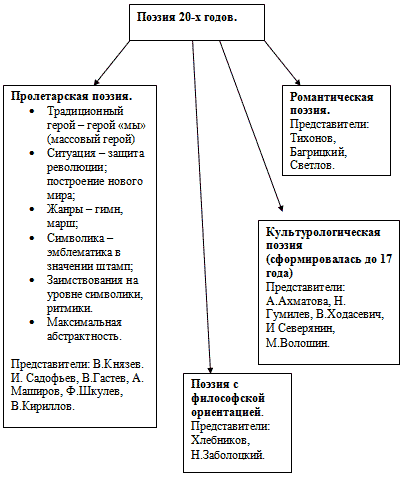 Поэзия 20-х годов.
Пролетарская поэзия.
• Традиционный
герой – герой «мы»
(массовый герой)
• Ситуация – защита
революции;
построение нового
мира;
• Жанры – гимн,
марш;
• Символика –
эмблематика в
значении штамп;
• Заимствования на
уровне символики,
ритмики.
• Максимальная
абстрактность.
Представители: В.Князев.
И. Садофьев, В.Гастев, А.
Маширов, Ф.Шкулев,
В.Кириллов.
Романтическая
поэзия.
Представители:
Тихонов,
Багрицкий,
Светлов.
Культурологическая
поэзия
(сформировалась до 17
года)
Представители:
А.Ахматова, Н.
Гумилев, В.Ходасевич,
И Северянин,
М.Волошин.
Поэзия с
философской
ориентацией.
Представители:
Хлебников,
Н.Заболоцкий.